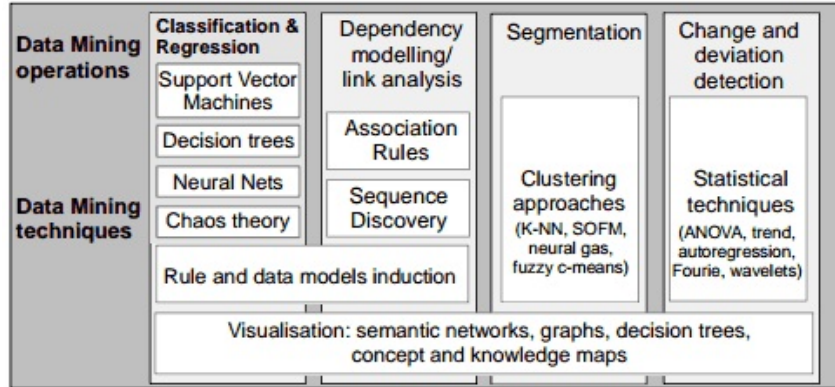 Data Mining
operations
Data Mining
techniques
Classification &
Regression
Support Vector
Machines
Decision trees
Neural Nets
Chaos theory
Dependency
modelling/
link analysis
Association
Rules
Sequence
Discovery
Rule and data models induction
Segmentation
Clustering
approaches
(K-NN, SOFM,
neural gas,
fuzzy c-means)
Change and
deviation
detection
Statistical
techniques
(ANOVA, trend,
autoregression,
Fourie, wavelets)
Visualisation: semantic networks, graphs, decision trees,
concept and knowledge maps